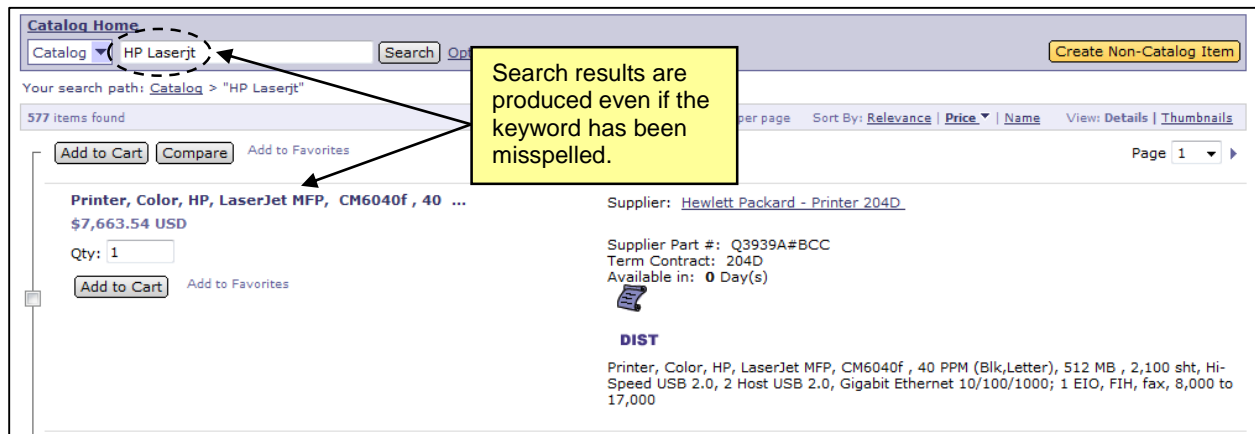 Catalog Home
Catalog HP Laserjt Search Opt Create Non-Catalog Item
Search results are
produced even if the
keyword has been
misspelled.
Your search path: Catalog > "HP Laserjt"
577 items found per page Sort By: Relevance | Price | Name View: Details | Thumbnails
Add to Cart Compare Add to Favorites Page 1
Printer, Color, HP, LaserJet MFP, CM6040f , 40 ...
$7,663.54 USD
Qty: 1
Add to Cart Add to Favorites
Supplier: Hewlett Packard - Printer 204D
Supplier Part #: Q3939A#BCC
Term Contract: 204D
Available in: 0 Day(s)
DIST
Printer, Color, HP, LaserJet MFP, CM6040f , 40 PPM (Blk,Letter), 512 MB , 2,100 sht, Hi-
Speed USB 2.0, 2 Host USB 2.0, Gigabit Ethernet 10/100/1000; 1 EIO, FIH, fax, 8,000 to
17,000